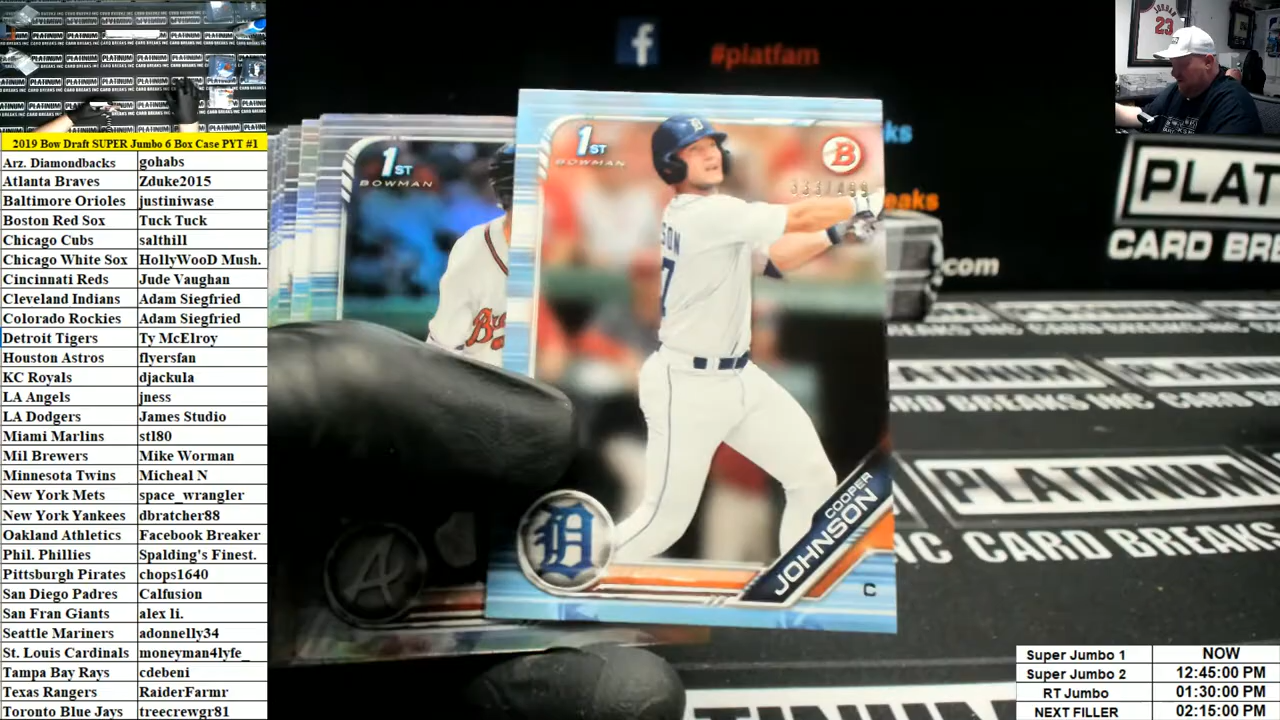 #platfam
2019 Bow Draft SUPER Jumbo 6 Box Case PYT #1
Arz. Diamondbacks gohabs
Atlanta Braves Zduke2015
Baltimore Orioles justiniwase
Boston Red Sox Tuck Tuck
Chicago Cubs salthill
Chicago White Sox HollyWooD Mush.
Cincinnati Reds Jude Vaughan
Cleveland Indians Adam Siegfried
Colorado Rockies Adam Siegfried
Detroit Tigers Ty McElroy
Houston Astros flyersfan
KC Royals djackula
LA Angels jness
LA Dodgers James Studio
Miami Marlins stl80
Mil Brewers Mike Worman
Minnesota Twins Micheal N
New York Mets space_wrangler
New York Yankees dbratcher88
Oakland Athletics Facebook Breaker
Phil. Phillies Spalding's Finest.
Pittsburgh Pirates chops1640
San Diego Padres Calfusion
San Fran Giants alex li.
Seattle Mariners adonnelly34
St. Louis Cardinals moneyman4lyfe_
Tampa Bay Rays cdebeni
Texas Rangers RaiderFarmr
Toronto Blue Jays treecrewgr81
1ST
BOWMAN
1ST
BOWMAN
B
SON
7
D
COOPER
JOHNSON
C
A
eaks
.com
PLAT
CARD BRE
PLATINUM
CARD BREAKS
23
Super Jumbo 1 NOW
Super Jumbo 2 12:45:00 PM
RT Jumbo 01:30:00 PM
NEXT FILLER 02:15:00 PM